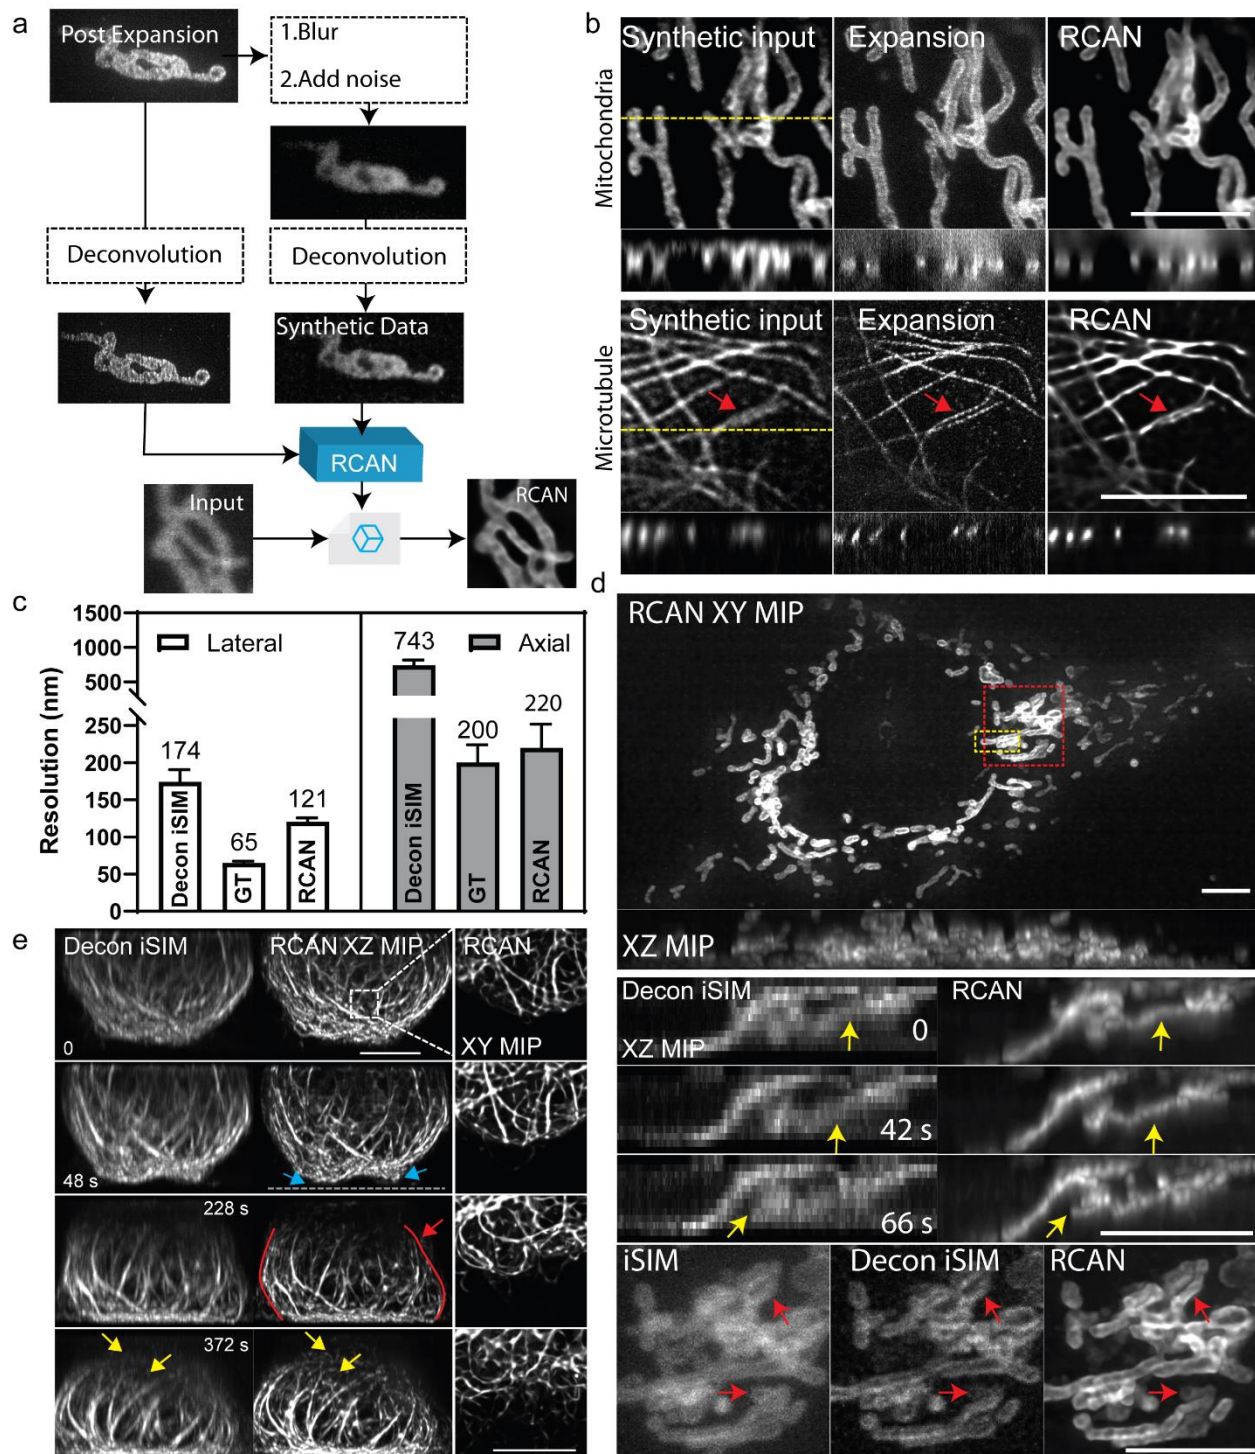 a
Post Expansion
1.Blur
2.Add noise
Deconvolution
Deconvolution
Synthetic Data
RCAN
Input
RCAN
b
Synthetic input
Expansion
RCAN
Mitochondria
Synthetic input
Expansion
RCAN
Microtubule
c
1500
1000
500
250
200
150
100
50
0
Resolution (nm)
Lateral
Axial
174
65
121
743
200
220
Decon iSIM
GT
RCAN
Decon iSIM
GT
RCAN
d
RCAN XY MIP
XZ MIP
Decon iSIM
RCAN
0
XZ MIP
42 s
66 s
iSIM
Decon iSIM
RCAN
e
Decon iSIM
RCAN XZ MIP
RCAN
0
XY MIP
48 s
228 s
372 s